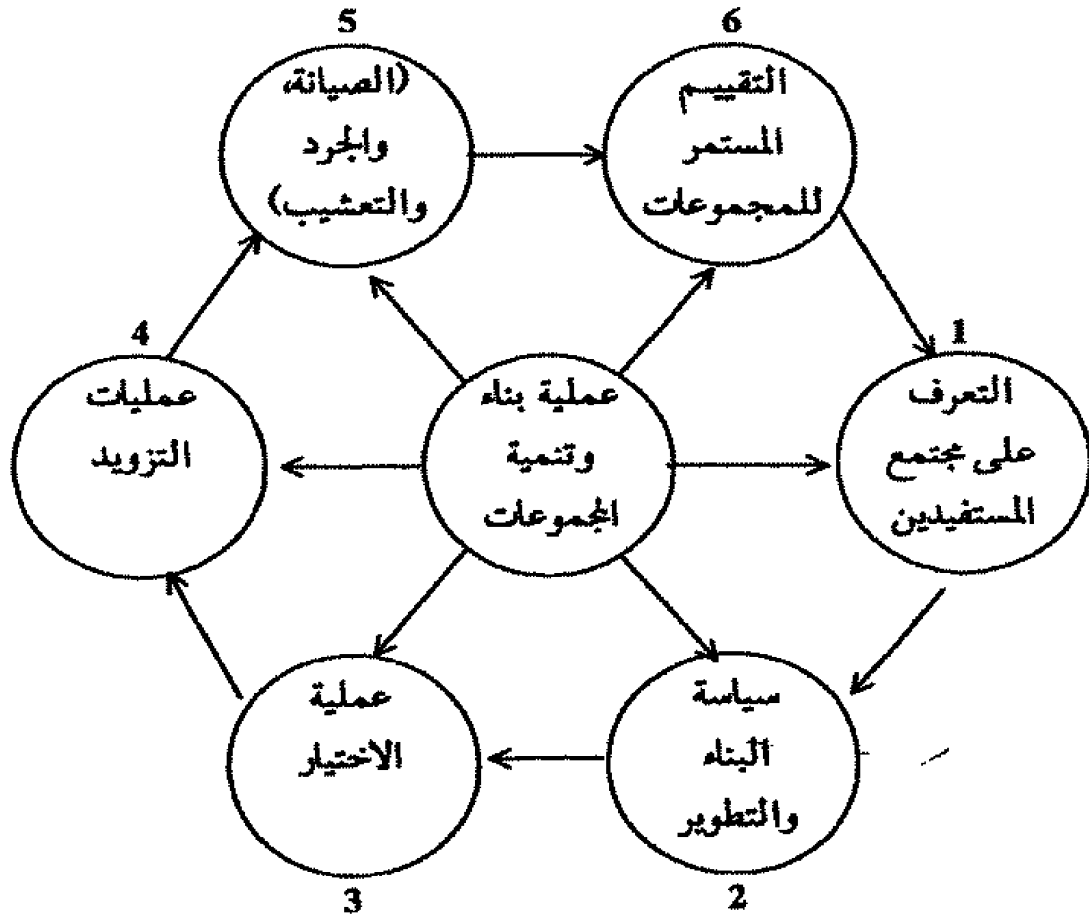 5
(الصيانة،
والجرد
والتعشيب)
6
التقييم
المستمر
للمجموعات
4
عمليات
التزويد
عملية بناء
وتنمية
المجموعات
1
التعرف
على مجتمع
المستفيدين
عملية
الاختيار
3
سياسة
البناء
والتطوير
2